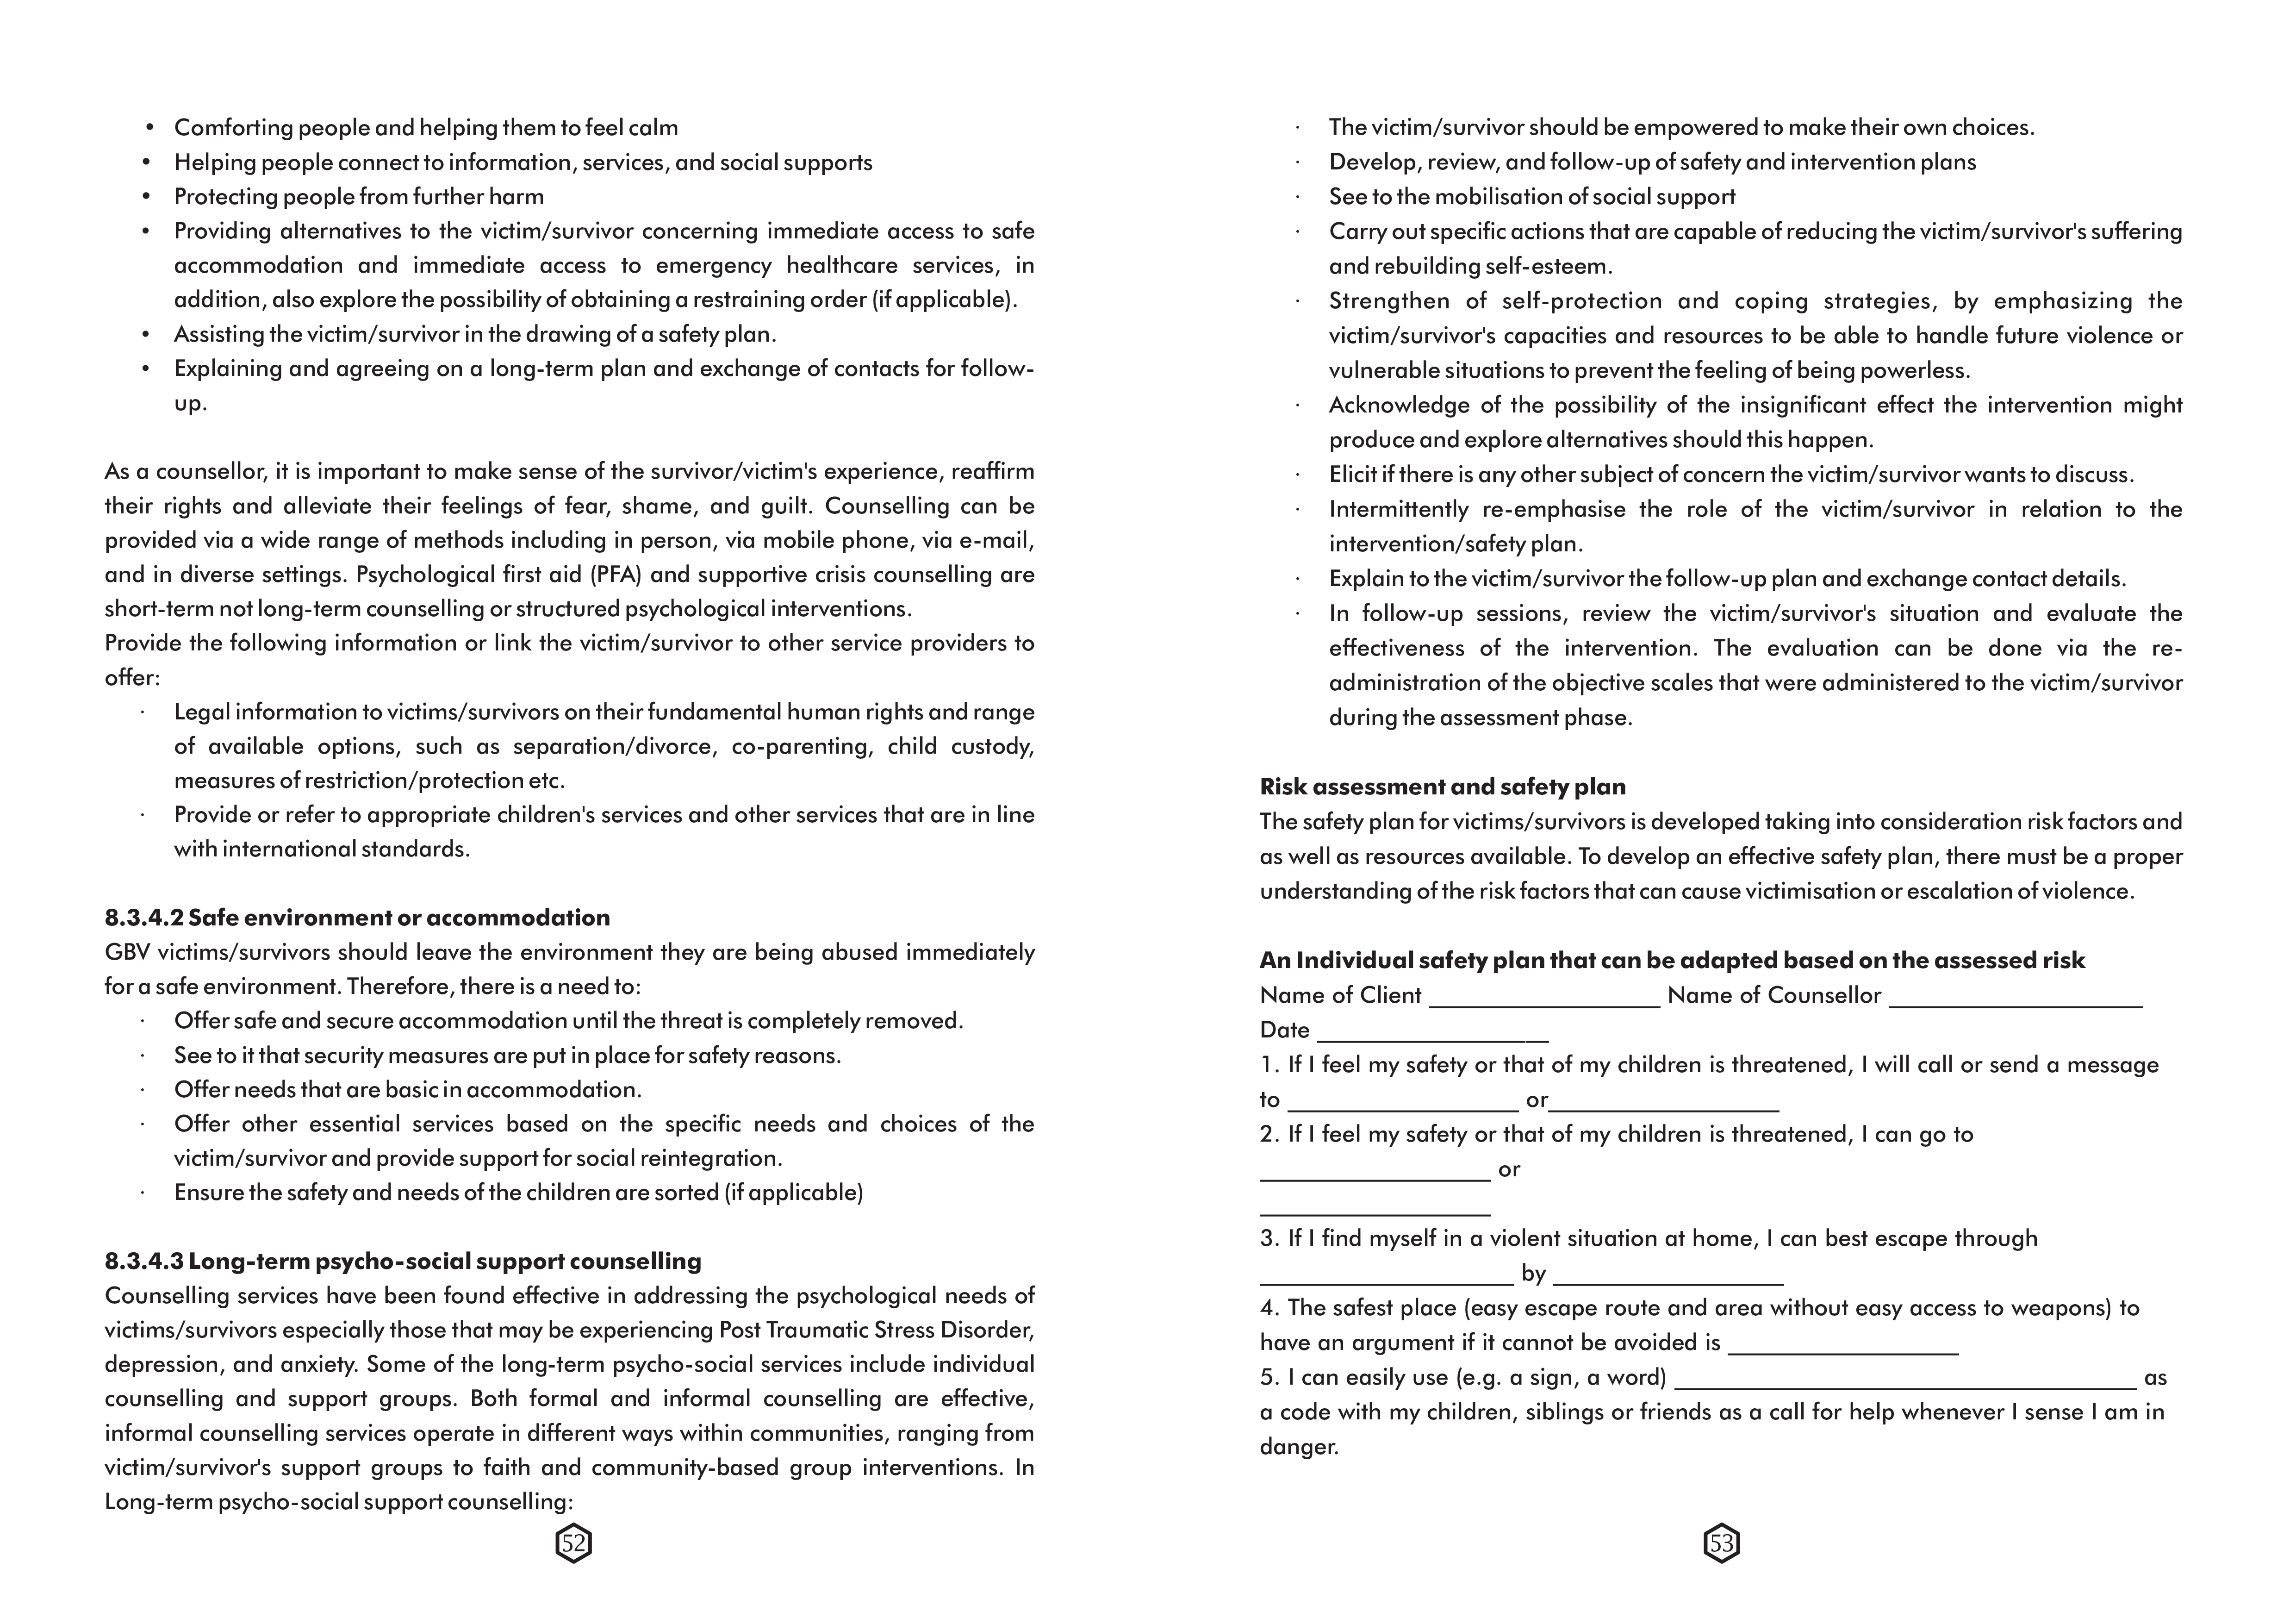 • Comforting people and helping them to feel calm
• Helping people connect to information, services, and social supports
• Protecting people from further harm
• Providing alternatives to the victim/survivor concerning immediate access to safe
accommodation and immediate access to emergency healthcare services, in
addition, also explore the possibility of obtaining a restraining order (if applicable).
• Assisting the victim/survivor in the drawing of a safety plan.
• Explaining and agreeing on a long-term plan and exchange of contacts for follow-
up.
As a counsellor, it is important to make sense of the survivor/victim's experience, reaffirm
their rights and alleviate their feelings of fear, shame, and guilt. Counselling can be
provided via a wide range of methods including in person, via mobile phone, via e-mail,
and in diverse settings. Psychological first aid (PFA) and supportive crisis counselling are
short-term not long-term counselling or structured psychological interventions.
Provide the following information or link the victim/survivor to other service providers to
offer:
· Legal information to victims/survivors on their fundamental human rights and range
of available options, such as separation/divorce, co-parenting, child custody,
measures of restriction/protection etc.
· Provide or refer to appropriate children's services and other services that are in line
with international standards.
8.3.4.2 Safe environment or accommodation
GBV victims/survivors should leave the environment they are being abused immediately
for a safe environment. Therefore, there is a need to:
· Offer safe and secure accommodation until the threat is completely removed.
· See to it that security measures are put in place for safety reasons.
· Offer needs that are basic in accommodation.
· Offer other essential services based on the specific needs and choices of the
victim/survivor and provide support for social reintegration.
· Ensure the safety and needs of the children are sorted (if applicable)
8.3.4.3 Long-term psycho-social support counselling
Counselling services have been found effective in addressing the psychological needs of
victims/survivors especially those that may be experiencing Post Traumatic Stress Disorder,
depression, and anxiety. Some of the long-term psycho-social services include individual
counselling and support groups. Both formal and informal counselling are effective,
informal counselling services operate in different ways within communities, ranging from
victim/survivor's support groups to faith and community-based group interventions. In
Long-term psycho-social support counselling:
52
· The victim/survivor should be empowered to make their own choices.
· Develop, review, and follow-up of safety and intervention plans
· See to the mobilisation of social support
· Carry out specific actions that are capable of reducing the victim/survivor's suffering
and rebuilding self-esteem.
· Strengthen of self-protection and coping strategies, by emphasizing the
victim/survivor's capacities and resources to be able to handle future violence or
vulnerable situations to prevent the feeling of being powerless.
· Acknowledge of the possibility of the insignificant effect the intervention might
produce and explore alternatives should this happen.
· Elicit if there is any other subject of concern the victim/survivor wants to discuss.
· Intermittently re-emphasise the role of the victim/survivor in relation to the
intervention/safety plan.
· Explain to the victim/survivor the follow-up plan and exchange contact details.
· In follow-up sessions, review the victim/survivor's situation and evaluate the
effectiveness of the intervention. The evaluation can be done via the re-
administration of the objective scales that were administered to the victim/survivor
during the assessment phase.
Risk assessment and safety plan
The safety plan for victims/survivors is developed taking into consideration risk factors and
as well as resources available. To develop an effective safety plan, there must be a proper
understanding of the risk factors that can cause victimisation or escalation of violence.
An Individual safety plan that can be adapted based on the assessed risk
Name of Client ____________________ Name of Counsellor ______________________
Date ____________________
1. If I feel my safety or that of my children is threatened, I will call or send a message
to ____________________ or____________________
2. If I feel my safety or that of my children is threatened, I can go to
____________________ or
____________________
3. If I find myself in a violent situation at home, I can best escape through
______________________ by ____________________
4. The safest place (easy escape route and area without easy access to weapons) to
have an argument if it cannot be avoided is ____________________
5. I can easily use (e.g. a sign, a word) ________________________________________ as
a code with my children, siblings or friends as a call for help whenever I sense I am in
danger.
53